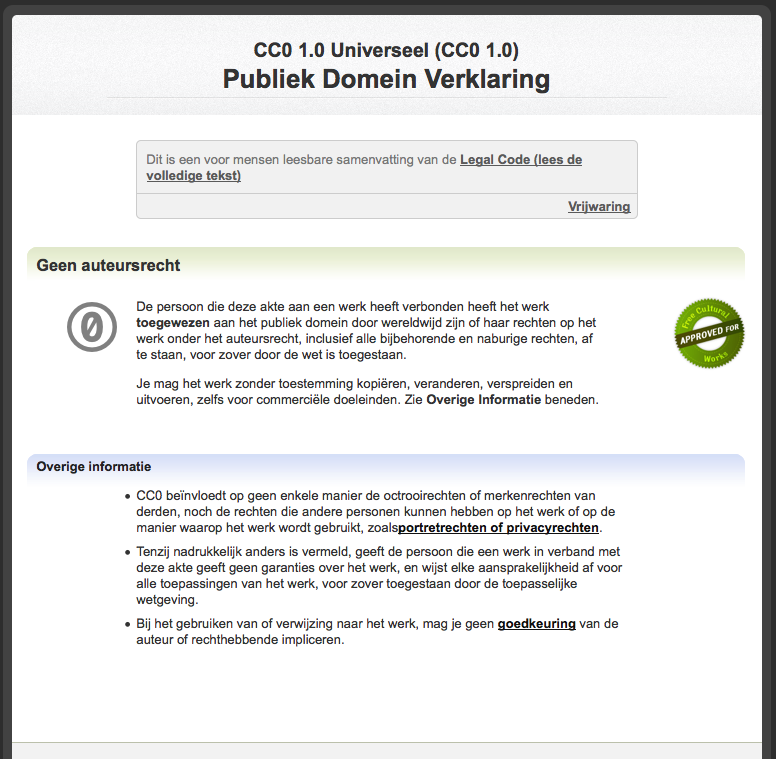 CC0 1.0 Universeel (CC0 1.0)
Publiek Domein Verklaring
Dit is een voor mensen leesbare samenvatting van de Legal Code (lees de
volledige tekst)
Vrijwaring
Geen auteursrecht
0
De persoon die deze akte aan een werk heeft verbonden heeft het werk
toegewezen aan het publiek domein door wereldwijd zijn of haar rechten op het
werk onder het auteursrecht, inclusief alle bijbehorende en naburige rechten, af
te staan, voor zover door de wet is toegestaan.
Je mag het werk zonder toestemming kopiëren, veranderen, verspreiden en
uitvoeren, zelfs voor commerciële doeleinden. Zie Overige Informatie beneden.
Free Cultural
APPROVED FOR
Works
Overige informatie
• CC0 beïnvloedt op geen enkele manier de octrooirechten of merkenrechten van
derden, noch de rechten die andere personen kunnen hebben op het werk of op de
manier waarop het werk wordt gebruikt, zoalsportretrechten of privacyrechten.
• Tenzij nadrukkelijk anders is vermeld, geeft de persoon die een werk in verband met
deze akte geeft geen garanties over het werk, en wijst elke aansprakelijkheid af voor
alle toepassingen van het werk, voor zover toegestaan door de toepasselijke
wetgeving.
• Bij het gebruiken van of verwijzing naar het werk, mag je geen goedkeuring van de
auteur of rechthebbende impliceren.